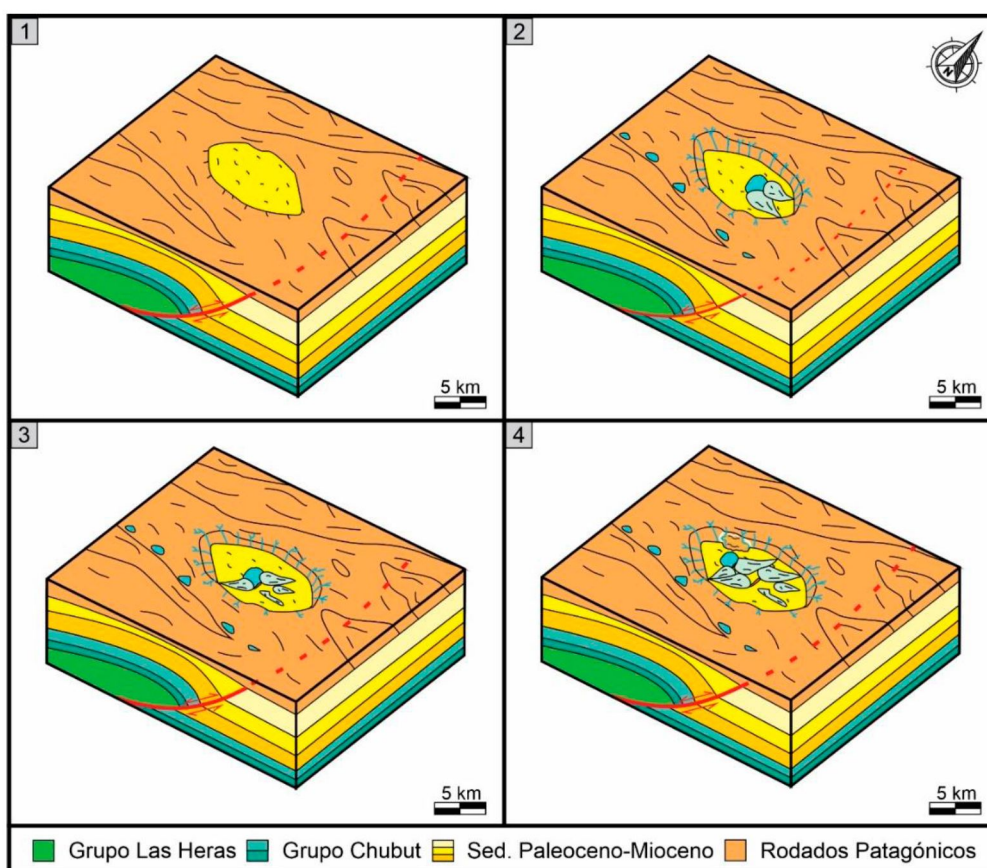 1
2
N
5 km
5 km
3
4
5 km
5 km
Grupo Las Heras Grupo Chubut Sed. Paleoceno-Mioceno Rodados Patagónicos